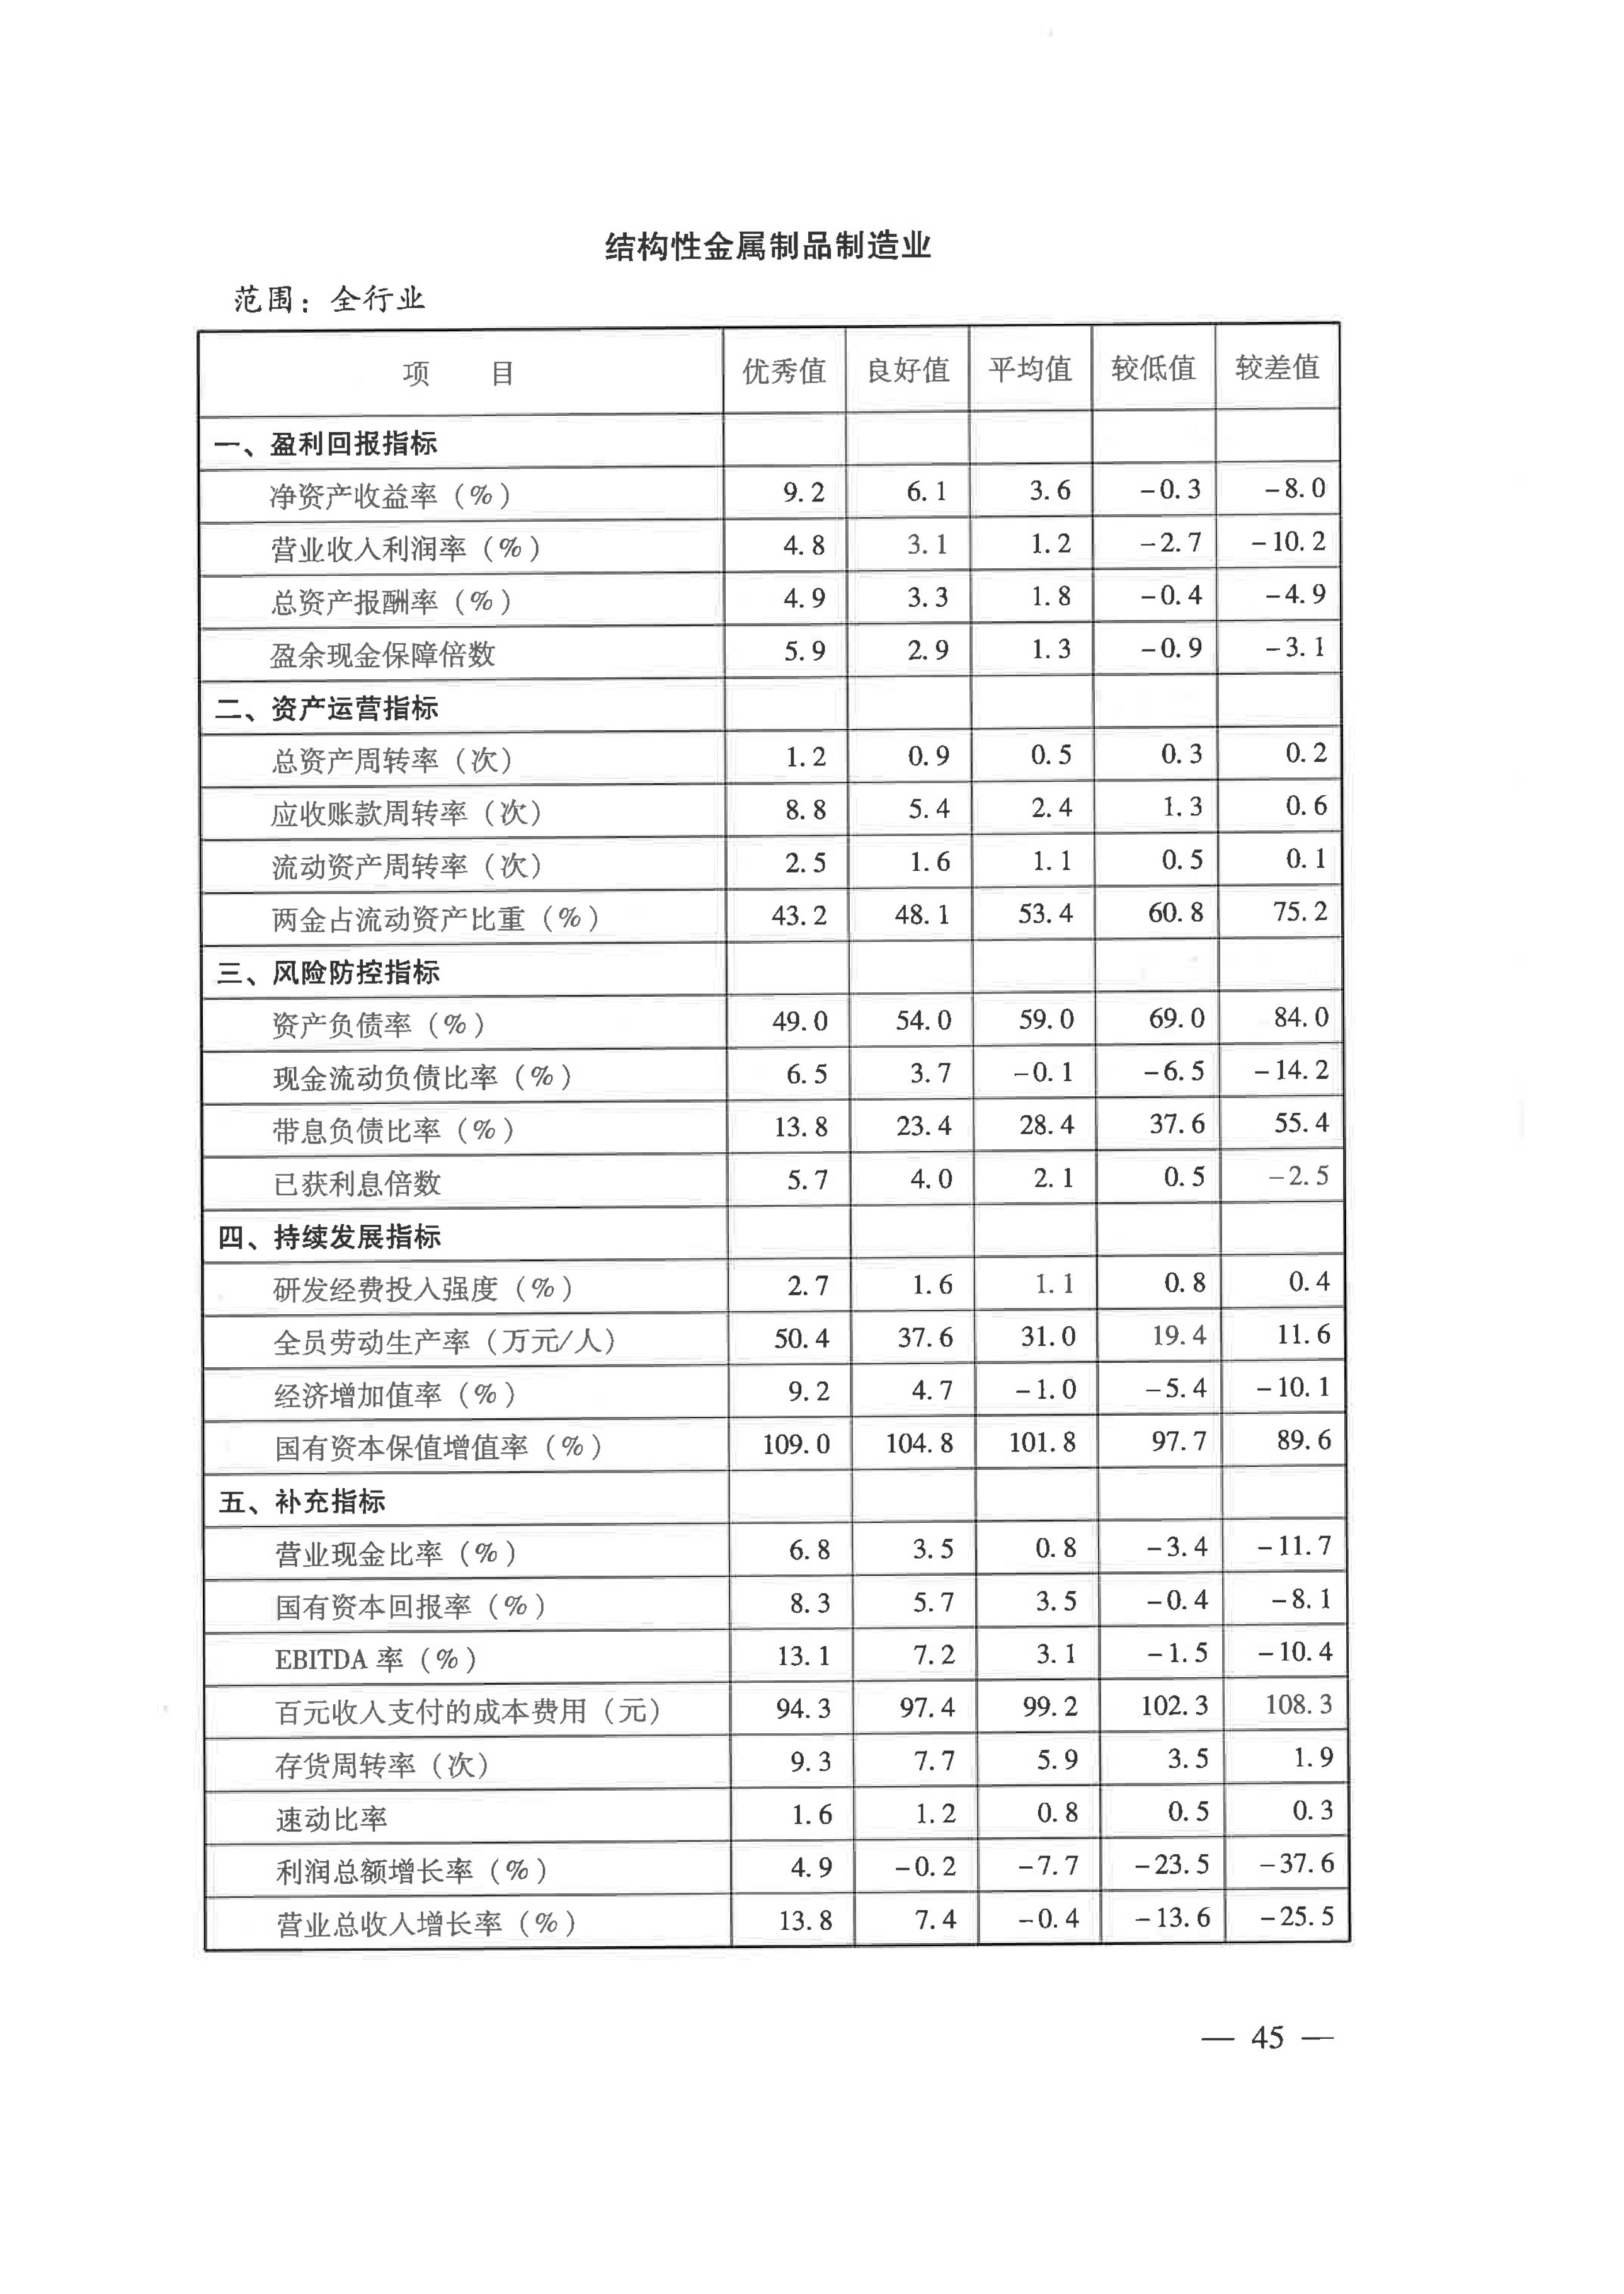 结构性金属制品制造业
范围：全行业
项 目 优秀值 良好值 平均值 较低值 较差值
一、盈利回报指标
净资产收益率（%） 9.2 6.1 3.6 -0.3 -8.0
营业收入利润率（%） 4.8 3.1 1.2 -2.7 -10.2
总资产报酬率（%） 4.9 3.3 1.8 -0.4 -4.9
盈余现金保障倍数 5.9 2.9 1.3 -0.9 -3.1
二、资产运营指标
总资产周转率（次） 1.2 0.9 0.5 0.3 0.2
应收账款周转率（次） 8.8 5.4 2.4 1.3 0.6
流动资产周转率（次） 2.5 1.6 1.1 0.5 0.1
两金占流动资产比重（%） 43.2 48.1 53.4 60.8 75.2
三、风险防控指标
资产负债率（%） 49.0 54.0 59.0 69.0 84.0
现金流动负债比率（%） 6.5 3.7 -0.1 -6.5 -14.2
带息负债比率（%） 13.8 23.4 28.4 37.6 55.4
已获利息倍数 5.7 4.0 2.1 0.5 -2.5
四、持续发展指标
研发经费投入强度（%） 2.7 1.6 1.1 0.8 0.4
全员劳动生产率（万元/人） 50.4 37.6 31.0 19.4 11.6
经济增加值率（%） 9.2 4.7 -1.0 -5.4 -10.1
国有资本保值增值率（%） 109.0 104.8 101.8 97.7 89.6
五、补充指标
营业现金比率（%） 6.8 3.5 0.8 -3.4 -11.7
国有资本回报率（%） 8.3 5.7 3.5 -0.4 -8.1
EBITDA 率（%） 13.1 7.2 3.1 -1.5 -10.4
百元收入支付的成本费用（元） 94.3 97.4 99.2 102.3 108.3
存货周转率（次） 9.3 7.7 5.9 3.5 1.9
速动比率 1.6 1.2 0.8 0.5 0.3
利润总额增长率（%） 4.9 -0.2 -7.7 -23.5 -37.6
营业总收入增长率（%） 13.8 7.4 -0.4 -13.6 -25.5
— 45 —